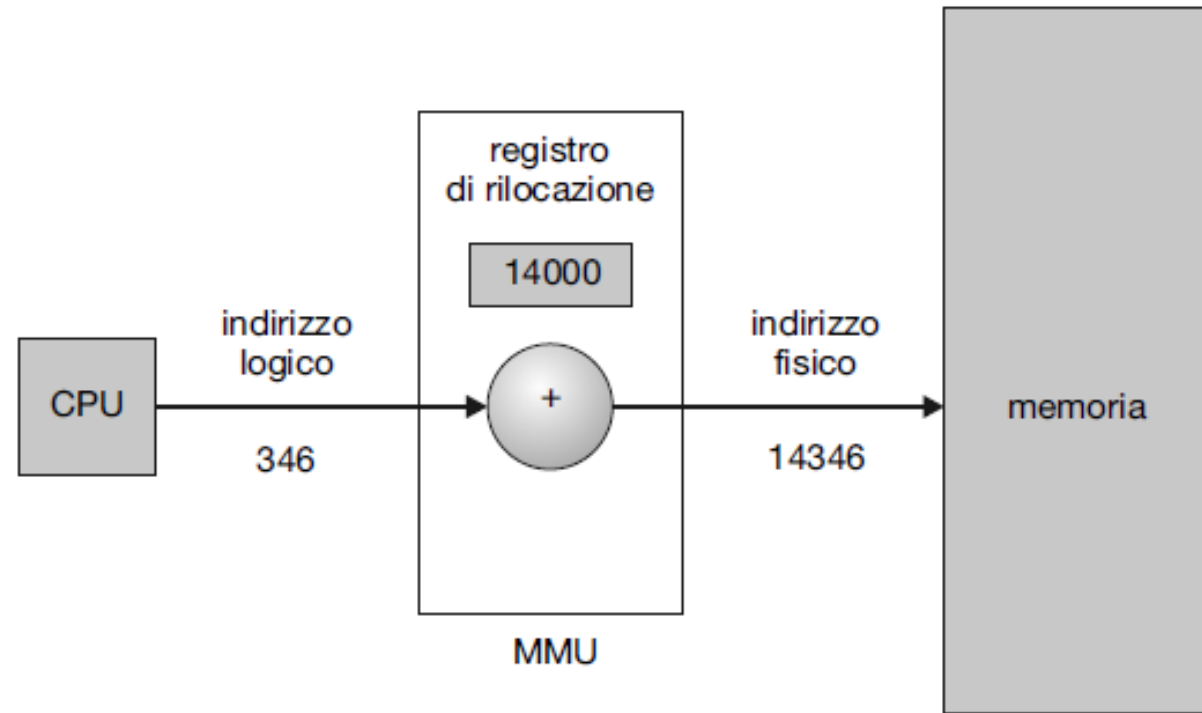 registro
di rilocazione
14000
indirizzo
logico
indirizzo
fisico
CPU
+
memoria
346
14346
MMU